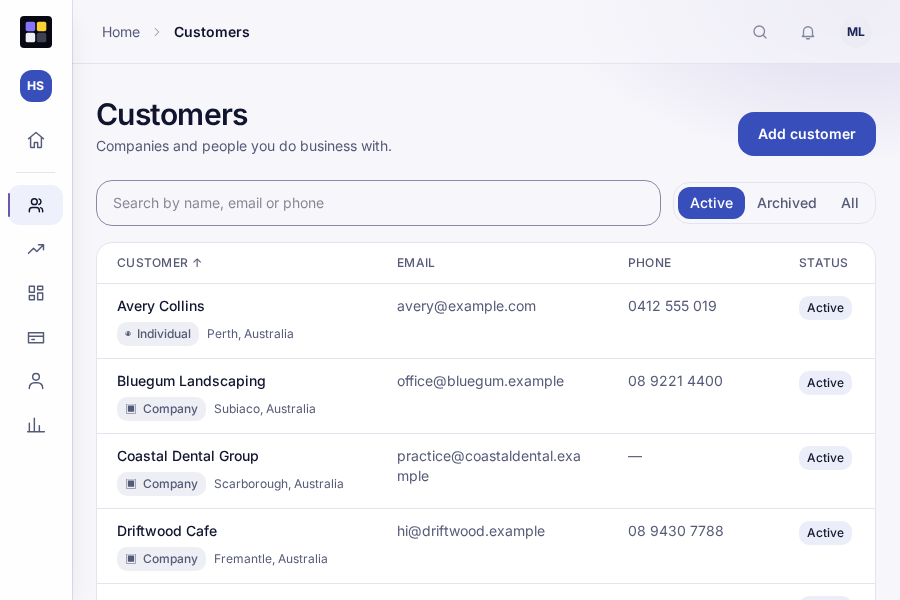 Home
Customers
ML
HS
Customers
Companies and people you do business with.
Add customer
Search by name, email or phone
Active
Archived
All
CUSTOMER ↑
EMAIL
PHONE
STATUS
Avery Collins
avery@example.com
0412 555 019
Active
Individual
Perth, Australia
Bluegum Landscaping
office@bluegum.example
08 9221 4400
Active
Company
Subiaco, Australia
Coastal Dental Group
practice@coastaldental.exa
mple
—
Active
Company
Scarborough, Australia
Driftwood Cafe
hi@driftwood.example
08 9430 7788
Active
Company
Fremantle, Australia